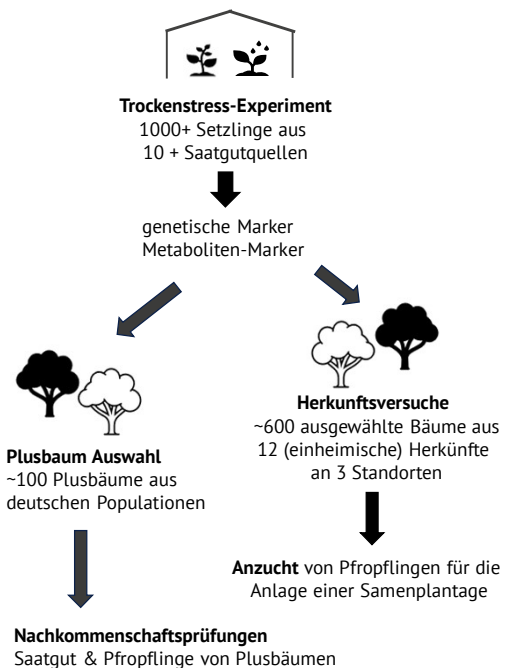 Trockenstress-Experiment
1000+ Setzlinge aus
10 + Saatgutquellen
genetische Marker
Metaboliten-Marker
Plusbaum Auswahl
~100 Plusbäume aus
deutschen Populationen
Herkunftsversuche
~600 ausgewählte Bäume aus
12 (einheimische) Herkünfte
an 3 Standorten
Anzucht von Pfropflingen für die
Anlage einer Samenplantage
Nachkommenschaftsprüfungen
Saatgut & Pfropflinge von Plusbäumen